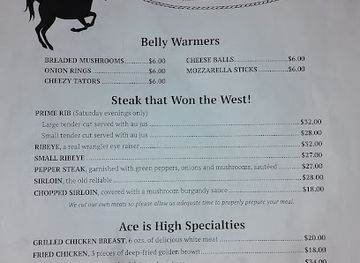 Belly Warmers
BREADED MUSHROOMS..........$6.00 CHEESE BALLS....................$6.00
ONION RINGS.........................$6.00 MOZZARELLA STICKS...........$6.00
CHEEZY TATORS.....................$6.00
Steak that Won the West!
PRIME RIB (Saturday evenings only)
Large tender cut served with au jus ..........$32.00
Small tender cut served with au jus ..........$28.00
RIBEYE, a real wrangler eye raiser ..........$32.00
SMALL RIBEYE ..........$27.00
PEPPER STEAK, garnished with green peppers, onions and mushrooms, sautéed ..........$27.00
SIRLOIN, the old reliable ..........$28.00
CHOPPED SIRLOIN, covered with a mushroom burgundy sauce ..........$18.00
We cut our own meats so please allow us adequate time to properly prepare your meal.
Ace is High Specialties
GRILLED CHICKEN BREAST, 6 ozs. of delicious white meat ..........$20.00
FRIED CHICKEN, 3 pieces of deep-fried golden brown ..........$18.00
$34.00